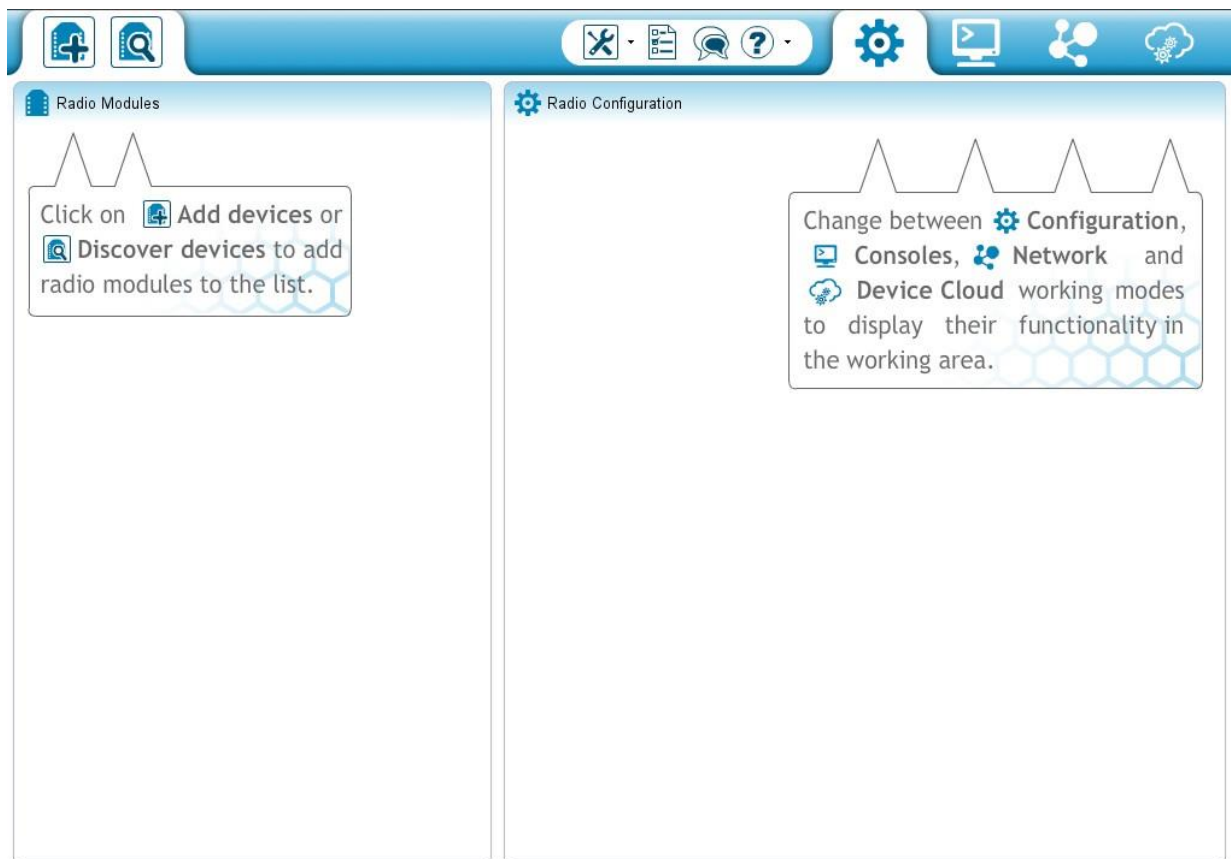 Radio Modules
Radio Configuration
Click on Add devices or
Discover devices to add
radio modules to the list.
Change between Configuration,
Consoles, Network and
Device Cloud working modes
to display their functionality in
the working area.